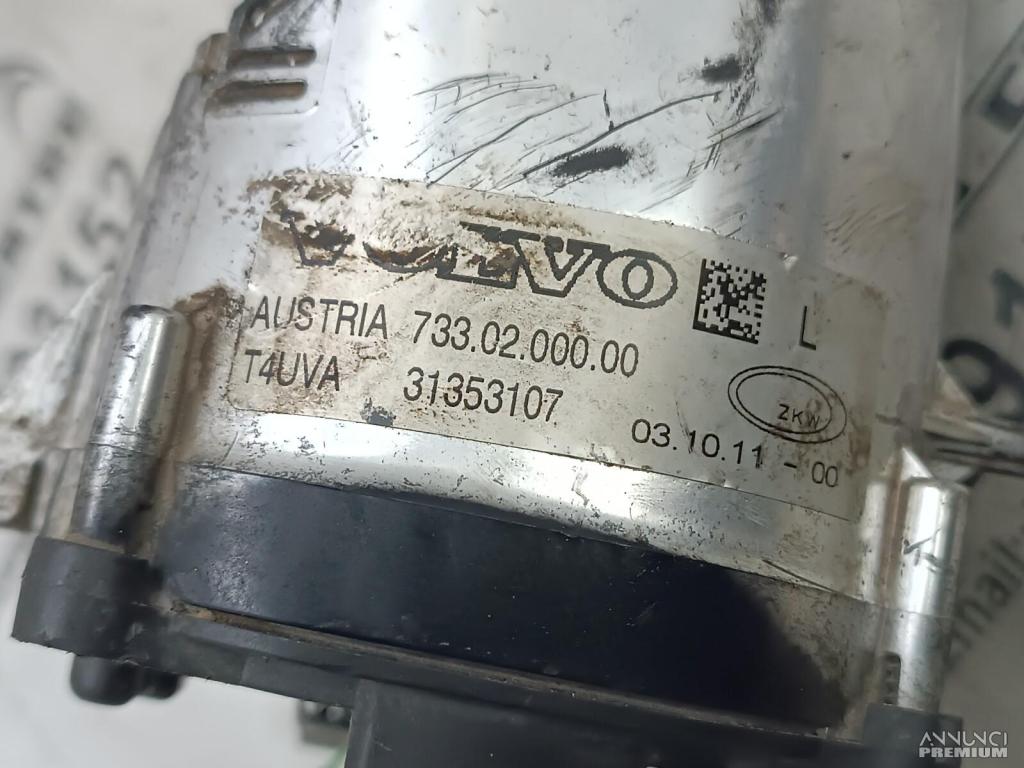 VOLVO
L
AUSTRIA 733.02.000.00
T4UVA 31353107
ZKW
03.10.11 - 00
ANNUNCI
PREMIUM